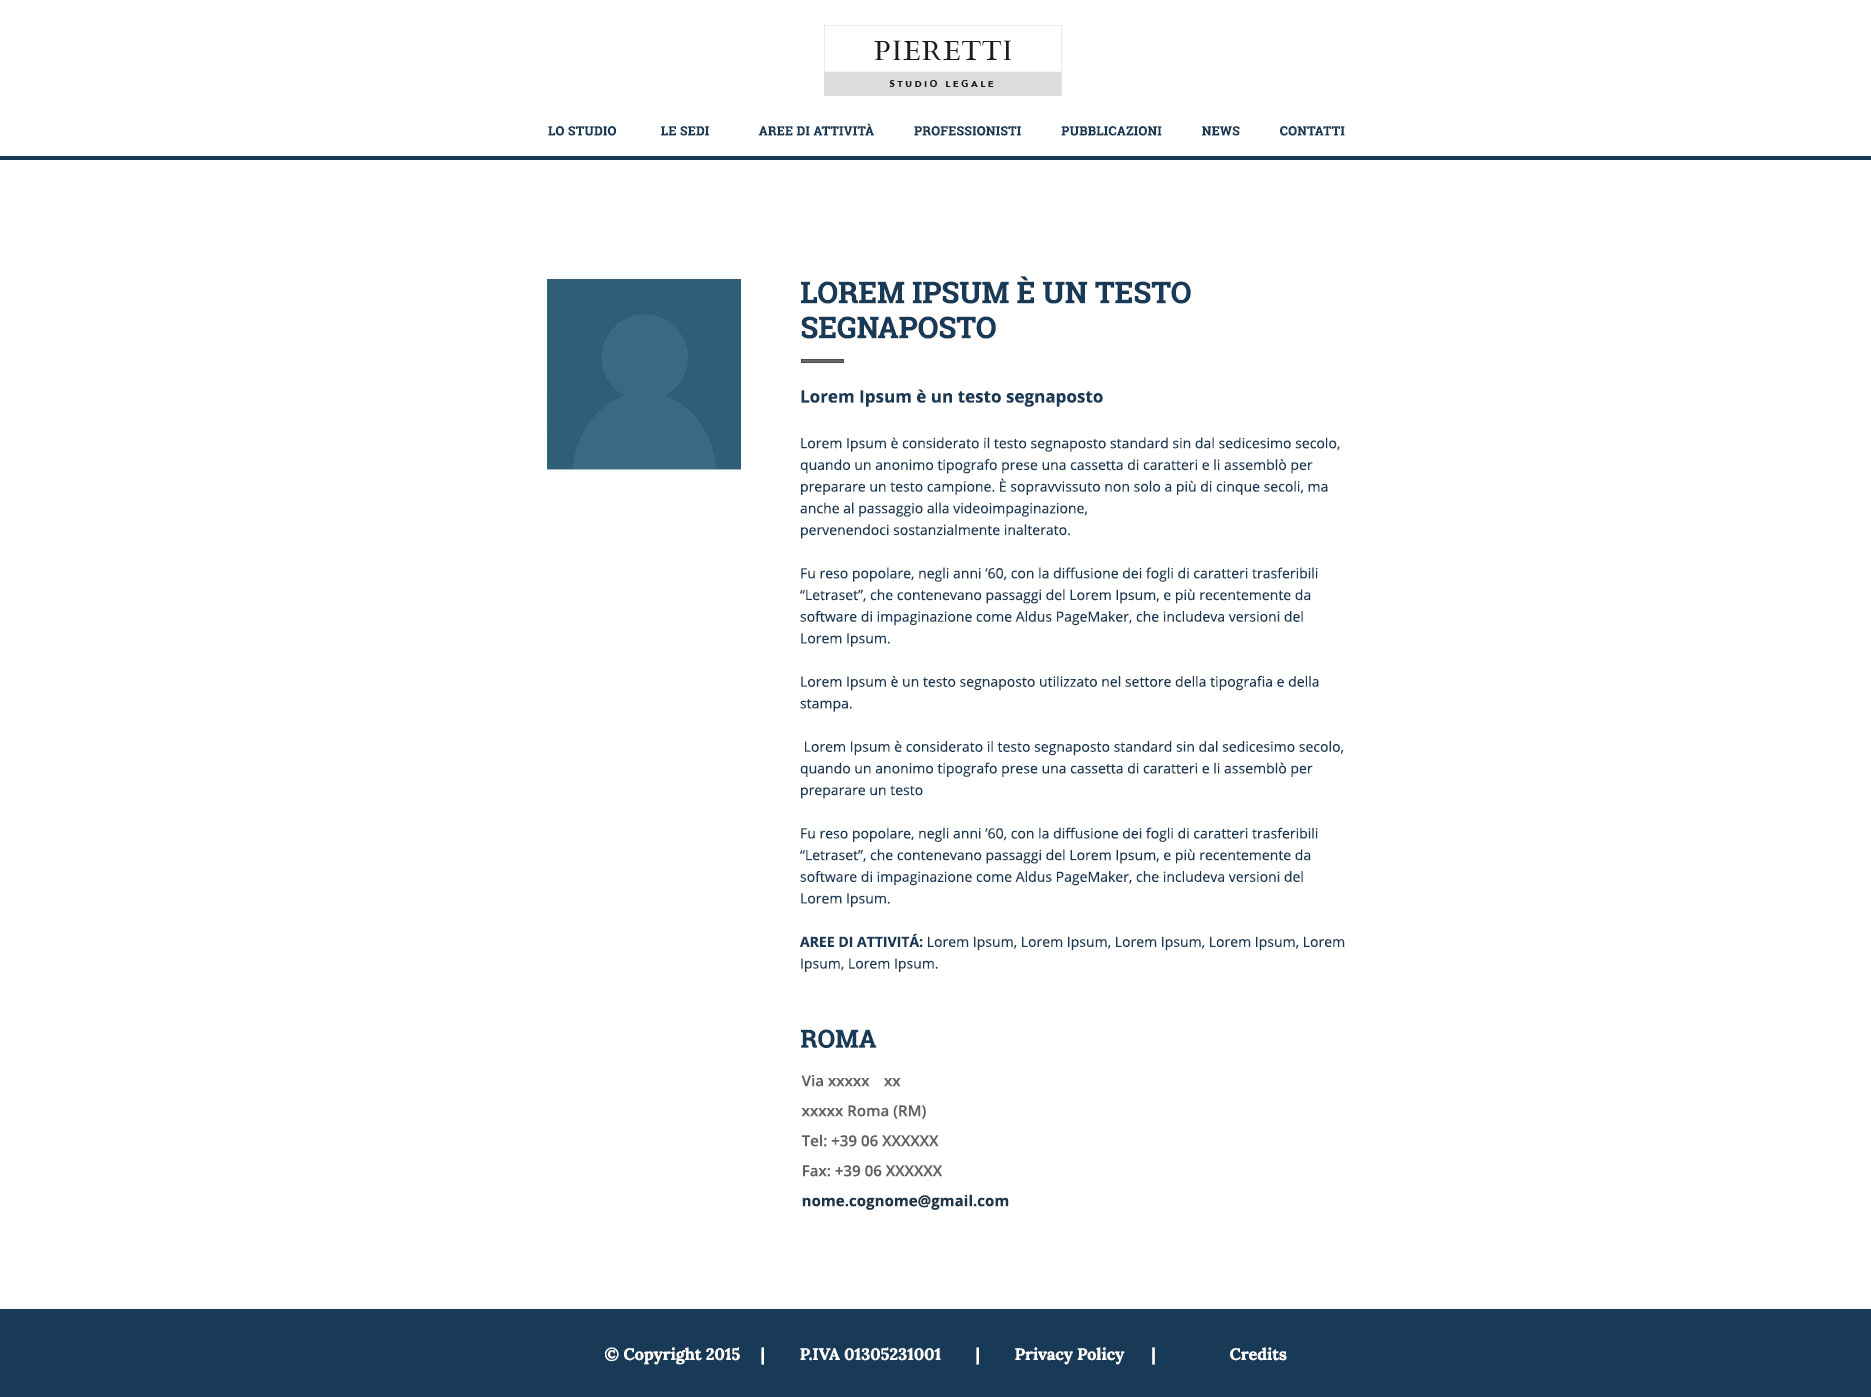 PIERETTI
STUDIO LEGALE
LO STUDIO LE SEDI AREE DI ATTIVITÀ PROFESSIONISTI PUBBLICAZIONI NEWS CONTATTI
LOREM IPSUM È UN TESTO
SEGNAPOSTO
Lorem Ipsum è un testo segnaposto
Lorem Ipsum è considerato il testo segnaposto standard sin dal sedicesimo secolo,
quando un anonimo tipografo prese una cassetta di caratteri e li assemblò per
preparare un testo campione. È sopravvissuto non solo a più di cinque secoli, ma
anche al passaggio alla videoimpaginazione,
pervenendoci sostanzialmente inalterato.
Fu reso popolare, negli anni ’60, con la diffusione dei fogli di caratteri trasferibili
“Letraset”, che contenevano passaggi del Lorem Ipsum, e più recentemente da
software di impaginazione come Aldus PageMaker, che includeva versioni del
Lorem Ipsum.
Lorem Ipsum è un testo segnaposto utilizzato nel settore della tipografia e della
stampa.
Lorem Ipsum è considerato il testo segnaposto standard sin dal sedicesimo secolo,
quando un anonimo tipografo prese una cassetta di caratteri e li assemblò per
preparare un testo
Fu reso popolare, negli anni ’60, con la diffusione dei fogli di caratteri trasferibili
“Letraset”, che contenevano passaggi del Lorem Ipsum, e più recentemente da
software di impaginazione come Aldus PageMaker, che includeva versioni del
Lorem Ipsum.
AREE DI ATTIVITÁ: Lorem Ipsum, Lorem Ipsum, Lorem Ipsum, Lorem Ipsum, Lorem
Ipsum, Lorem Ipsum.
ROMA
Via xxxxx xx
xxxxx Roma (RM)
Tel: +39 06 XXXXXX
Fax: +39 06 XXXXXX
nome.cognome@gmail.com
© Copyright 2015 | P.IVA 01305231001 | Privacy Policy | Credits